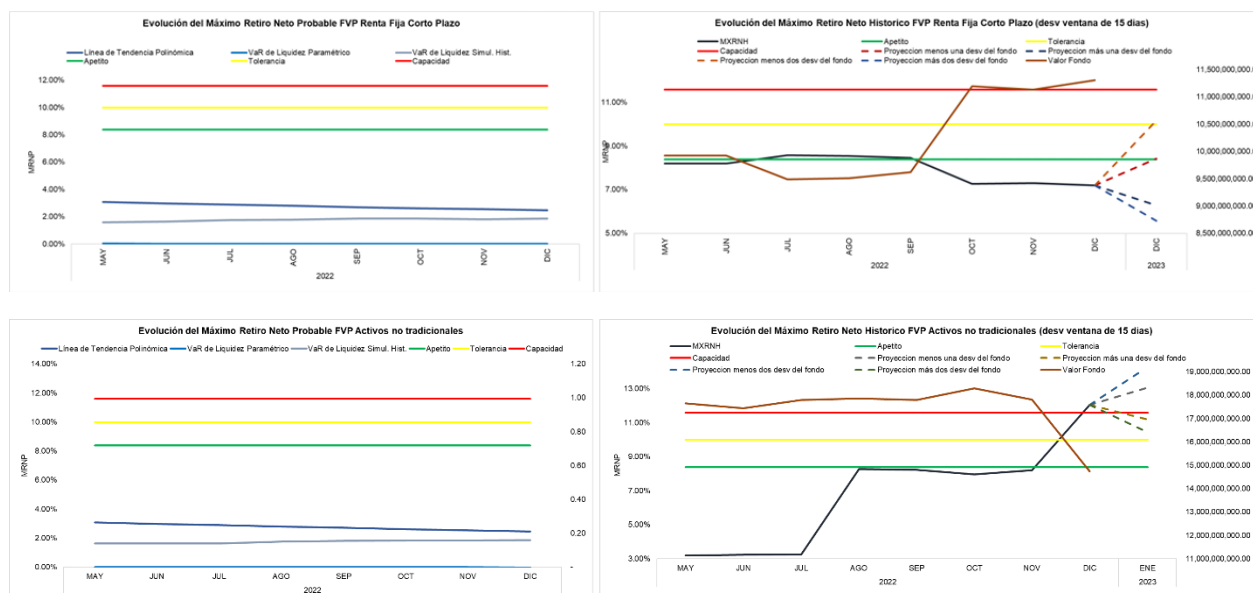 Evolución del Máximo Retiro Neto Probable FVP Renta Fija Corto Plazo
Línea de Tendencia Polinómica VaR de Liquidez Paramétrico VaR de Liquidez Simul. Hist.
Apetito Tolerancia Capacidad
12.00%
10.00%
8.00%
6.00%
4.00%
2.00%
0.00%
MRNP
MAY JUN JUL AGO SEP OCT NOV DIC
2022
Evolución del Máximo Retiro Neto Historico FVP Renta Fija Corto Plazo (desv ventana de 15 dias)
MXRNH Apetito Tolerancia
Capacidad Proyeccion menos una desv del fondo Proyeccion más una desv del fondo
Proyeccion menos dos desv del fondo Proyeccion más dos desv del fondo Valor Fondo
11.00%
9.00%
7.00%
5.00%
MRNP
11,500,000,000.0
11,000,000,000.0
10,500,000,000.0
10,000,000,000.0
9,500,000,000.0
9,000,000,000.0
8,500,000,000.0
MAY JUN JUL AGO SEP OCT NOV DIC DIC
2022 2023
Evolución del Máximo Retiro Neto Probable FVP Activos no tradicionales
Línea de Tendencia Polinómica VaR de Liquidez Paramétrico VaR de Liquidez Simul. Hist. Apetito Tolerancia Capacidad
14.00%
12.00%
10.00%
8.00%
6.00%
4.00%
2.00%
0.00%
MRNP
1.20
1.00
0.80
0.60
0.40
0.20
-
MAY JUN JUL AGO SEP OCT NOV DIC
2022
Evolución del Máximo Retiro Neto Historico FVP Activos no tradicionales (desv ventana de 15 dias)
MXRNH Apetito Tolerancia
Capacidad Proyeccion menos una desv del fondo Proyeccion más una desv del fondo
Proyeccion menos dos desv del fondo Proyeccion más dos desv del fondo Valor Fondo
13.00%
11.00%
9.00%
7.00%
5.00%
3.00%
MRNP
19,000,000,000.00
18,000,000,000.00
17,000,000,000.00
16,000,000,000.00
15,000,000,000.00
14,000,000,000.00
13,000,000,000.00
12,000,000,000.00
11,000,000,000.00
MAY JUN JUL AGO SEP OCT NOV DIC ENE
2022 2023